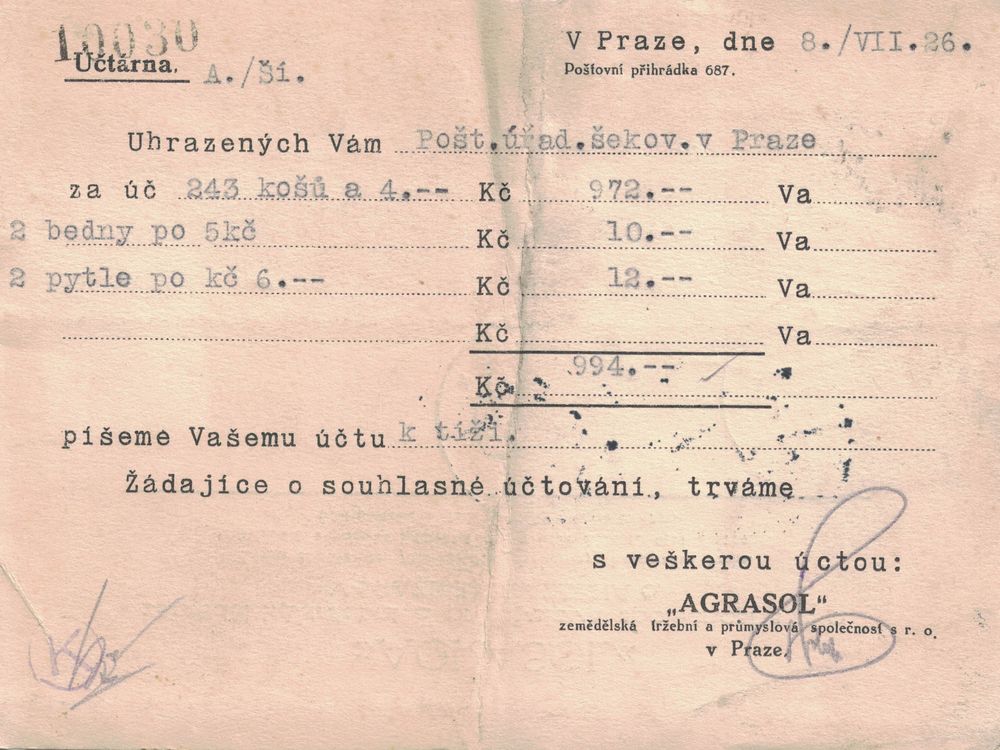 10030
Účtárna. A./Ší.
V Praze, dne 8./VII.26.
Poštovní přihrádka 687.
Uhrazených Vám Pošt.úřad.šekov.v Praze
za úč 243 košů a 4.-- Kč 972.-- Va
2 bedny po 5kč Kč 10.-- Va
2 pytle po kč 6.-- Kč 12.-- Va
Kč Va
Kč 994.--
píšeme Vašemu účtu k tíži.
Žádajíce o souhlasné účtování, trváme
s veškerou úctou:
„AGRASOL“
zemědělská tržební a průmyslová společnost s r. o.
v Praze.